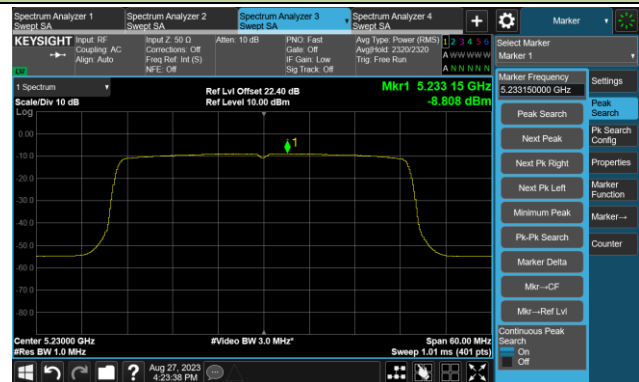 Spectrum Analyzer 1
Swept SA
Spectrum Analyzer 2
Swept SA
Spectrum Analyzer 3
Swept SA
Spectrum Analyzer 4
Swept SA
+
Marker
KEYSIGHT
Input: RF
Coupling: AC
Align: Auto
Input Z: 50 Ω
Corrections: Off
Freq Ref: Int (S)
NFE: Off
Atten: 10 dB
PNO: Fast
Gate: Off
IF Gain: Low
Sig Track: Off
Avg Type: Power (RMS)
Avg|Hold: 2320/2320
Trig: Free Run
1 2 3 4 5 6
A W W W W W
A N N N N N
LW
Select Marker
Marker 1
1 Spectrum
Scale/Div 10 dB
Log
Ref Lvl Offset 22.40 dB
Ref Level 10.00 dBm
Mkr1 5.233 15 GHz
-8.808 dBm
0.00
-10.0
-20.0
-30.0
-40.0
-50.0
-60.0
-70.0
-80.0
1
Center 5.23000 GHz
#Res BW 1.0 MHz
#Video BW 3.0 MHz*
Span 60.00 MHz
Sweep 1.01 ms (401 pts)
Marker Frequency
5.233150000 GHz
Peak Search
Next Peak
Next Pk Right
Next Pk Left
Minimum Peak
Pk-Pk Search
Marker Delta
Mkr→CF
Mkr→Ref Lvl
Continuous Peak
Search
On
Off
Settings
Peak
Search
Pk Search
Config
Properties
Marker
Function
Marker→
Counter
?
Aug 27, 2023
4:23:38 PM